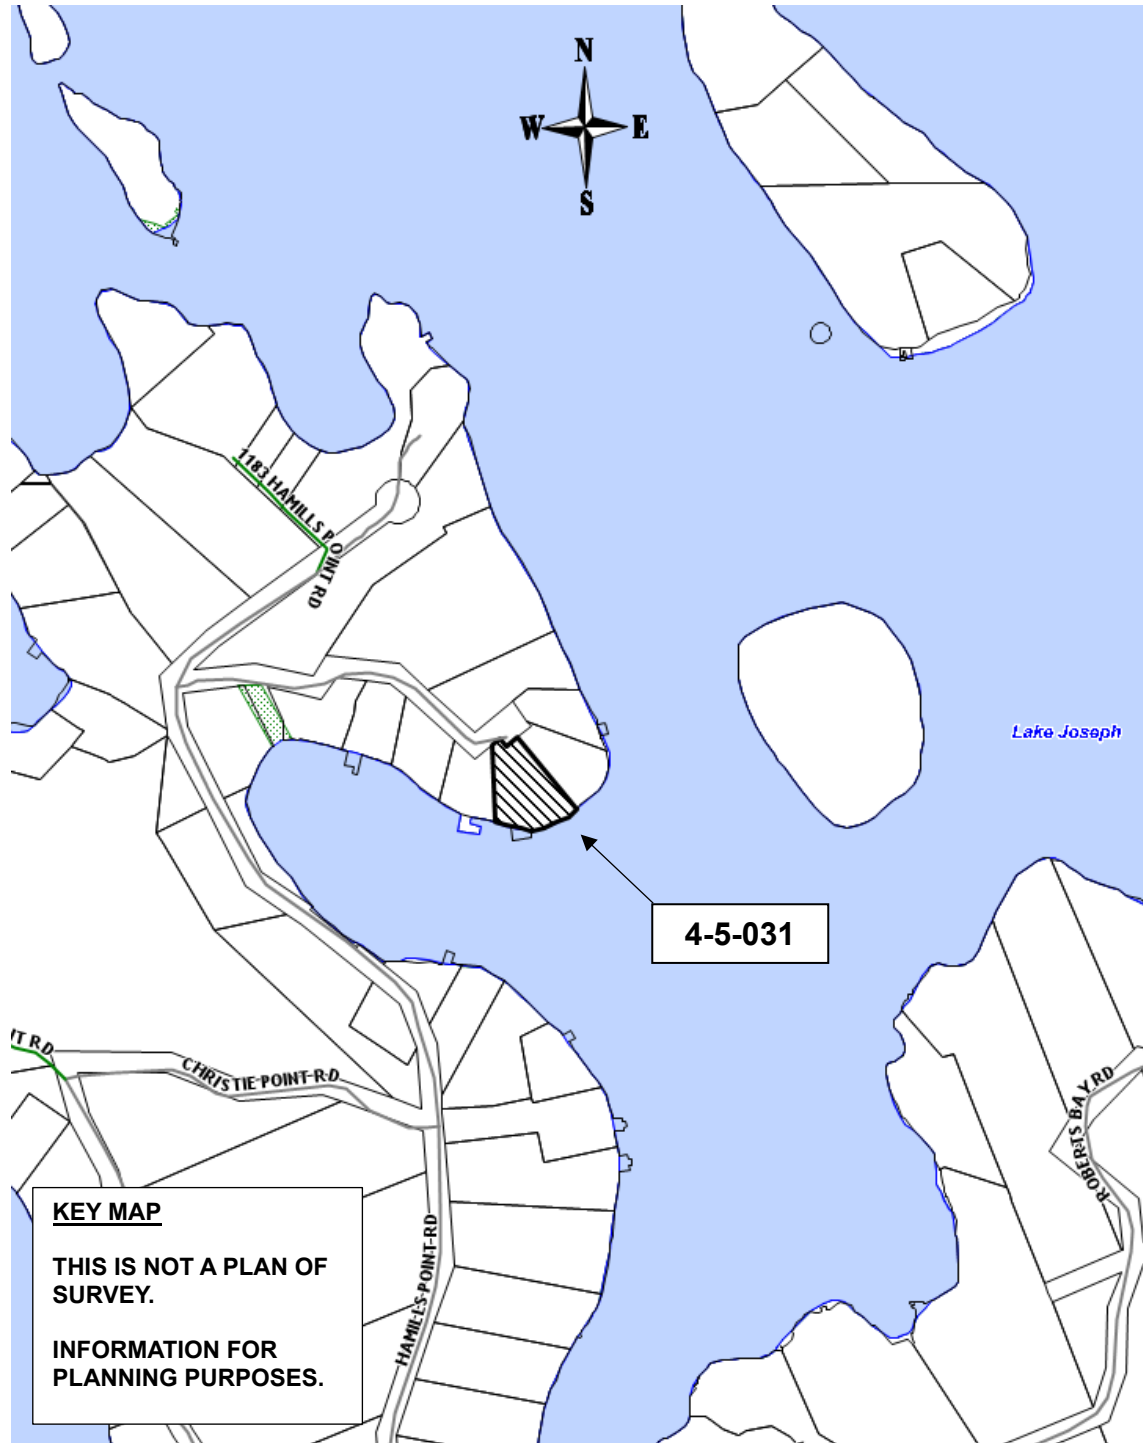 N
W E
S
1183 HAMILLS POINT RD
Lake Joseph
4-5-031
NT RD
CHRISTIE POINT RD
ROBERTS BAY RD
HAMILLS POINT RD
KEY MAP
THIS IS NOT A PLAN OF
SURVEY.
INFORMATION FOR
PLANNING PURPOSES.